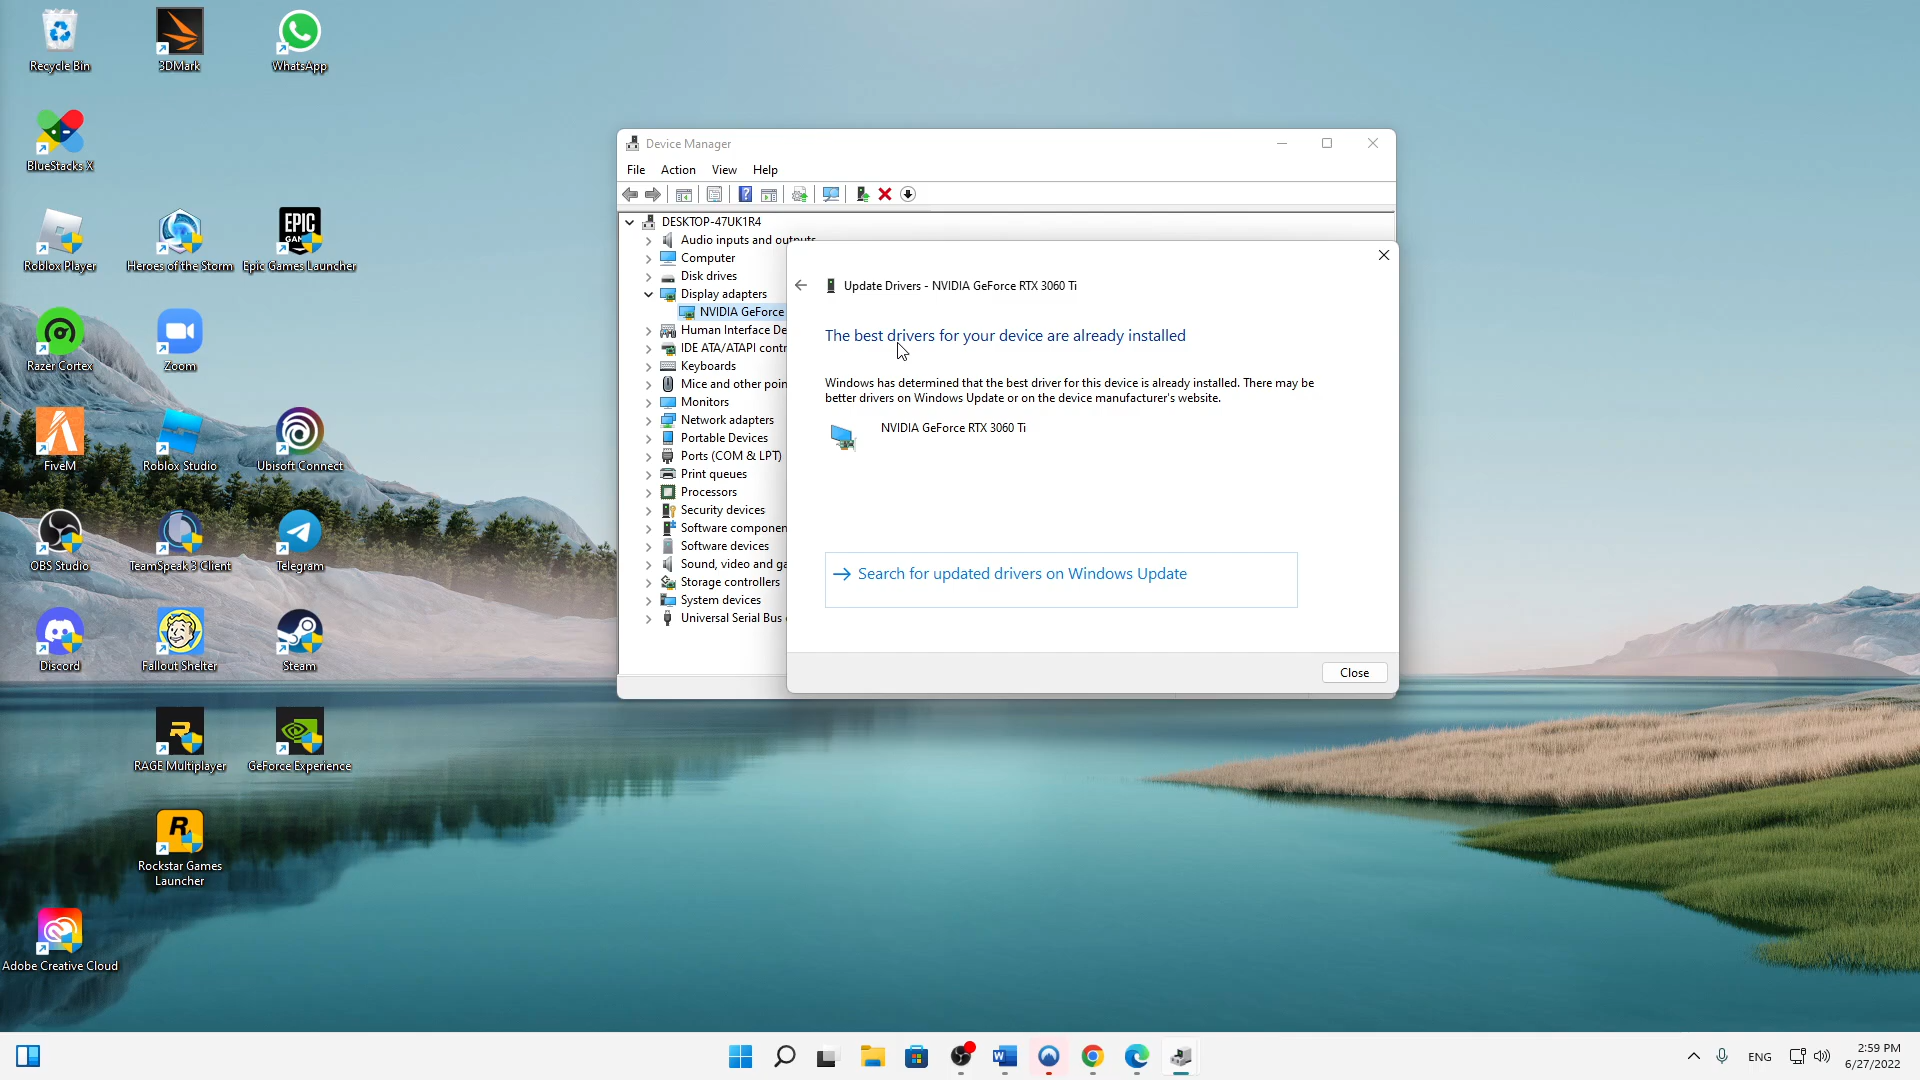 Recycle Bin
3DMark
WhatsApp
BlueStacks X
Roblox Player
Heroes of the Storm
EPIC
GAMES
Epic Games Launcher
Razer Cortex
Zoom
FiveM
Roblox Studio
Ubisoft Connect
OBS Studio
TeamSpeak 3 Client
Telegram
Discord
Fallout Shelter
Steam
RAGE Multiplayer
GeForce Experience
Rockstar Games
Launcher
Adobe Creative Cloud
Device Manager
File Action View Help
DESKTOP-47UK1R4
Audio inputs and outputs
Computer
Disk drives
Display adapters
NVIDIA GeForce
Human Interface De
IDE ATA/ATAPI contr
Keyboards
Mice and other poin
Monitors
Network adapters
Portable Devices
Ports (COM & LPT)
Print queues
Processors
Security devices
Software componen
Software devices
Sound, video and ga
Storage controllers
System devices
Universal Serial Bus
Update Drivers - NVIDIA GeForce RTX 3060 Ti
The best drivers for your device are already installed
Windows has determined that the best driver for this device is already installed. There may be
better drivers on Windows Update or on the device manufacturer's website.
NVIDIA GeForce RTX 3060 Ti
Search for updated drivers on Windows Update
Close
ENG
2:59 PM
6/27/2022